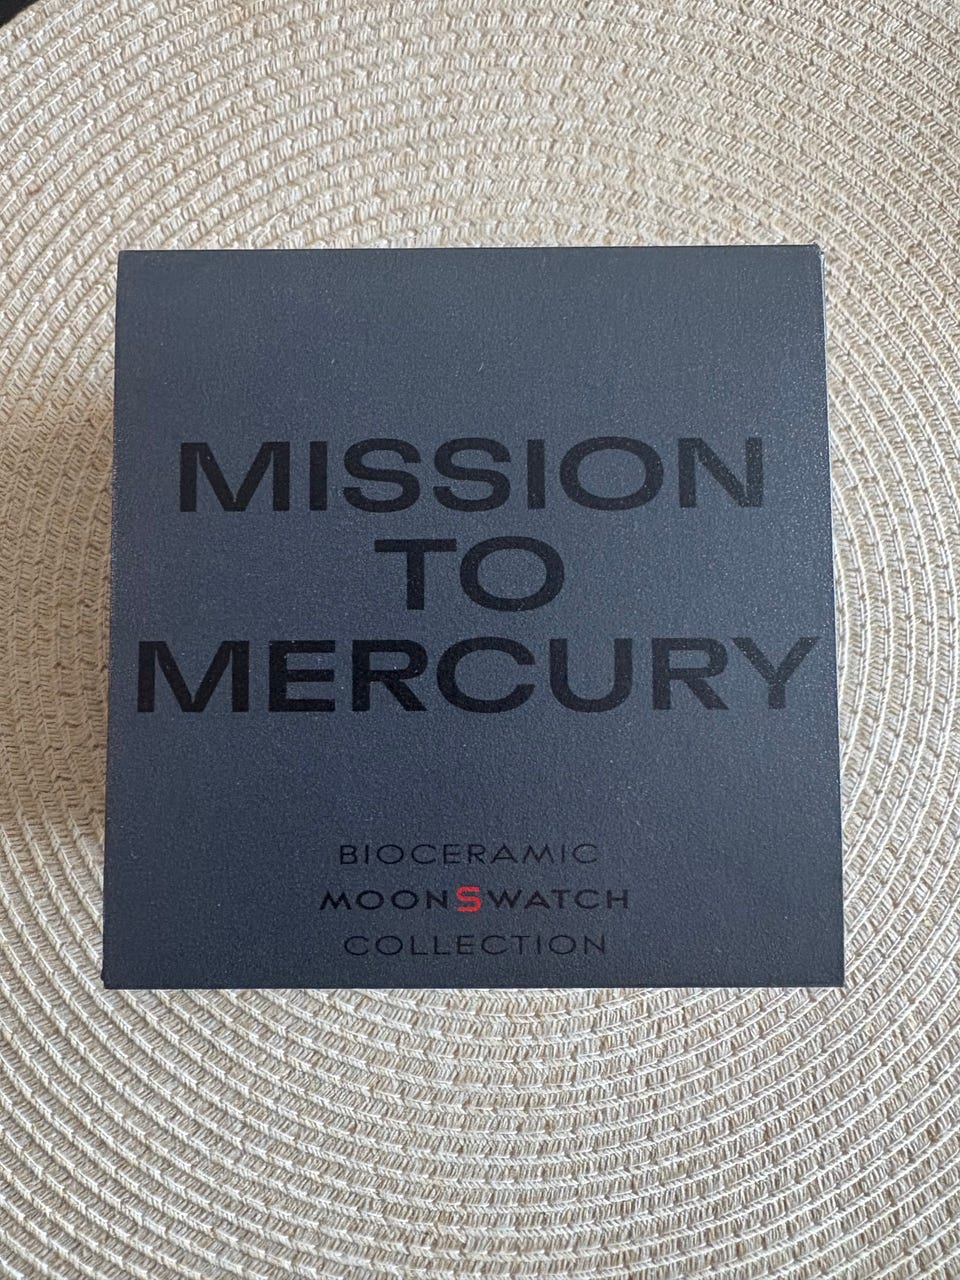 MISSION
TO
MERCURY
BIOCERAMIC
MOONSWATCH
COLLECTION